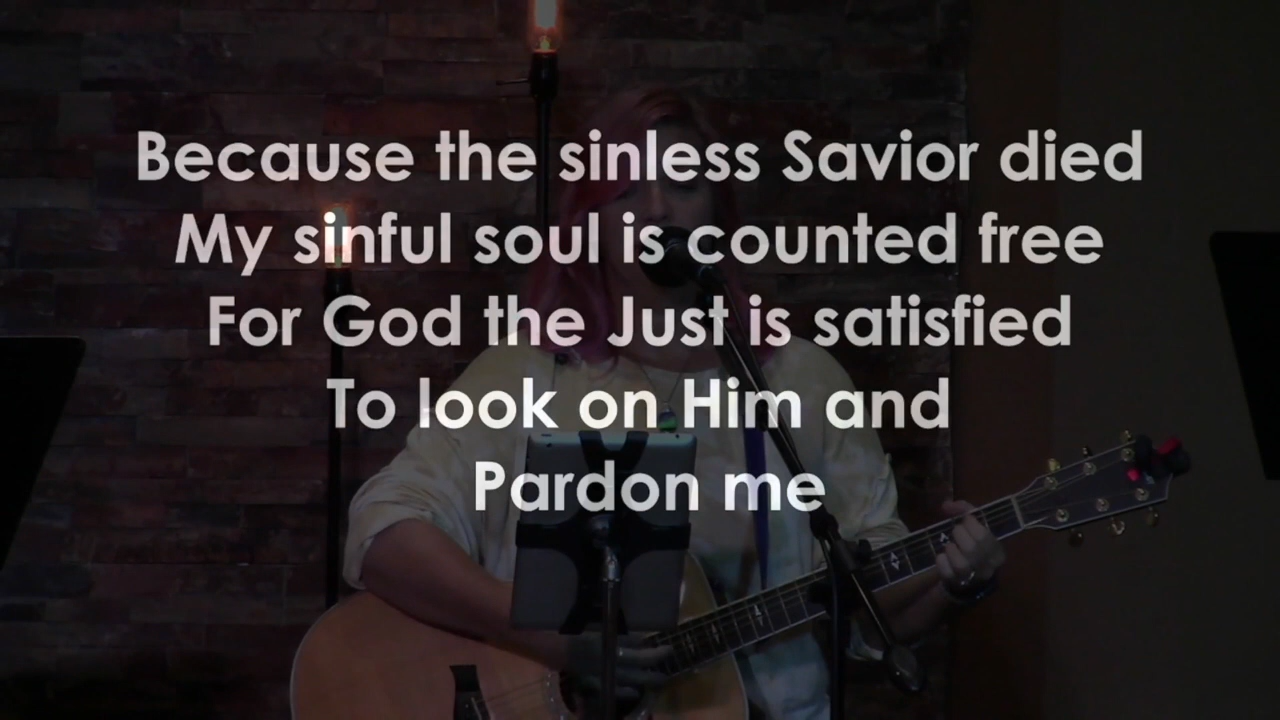 Because the sinless Savior died
My sinful soul is counted free
For God the Just is satisfied
To look on Him and
Pardon me